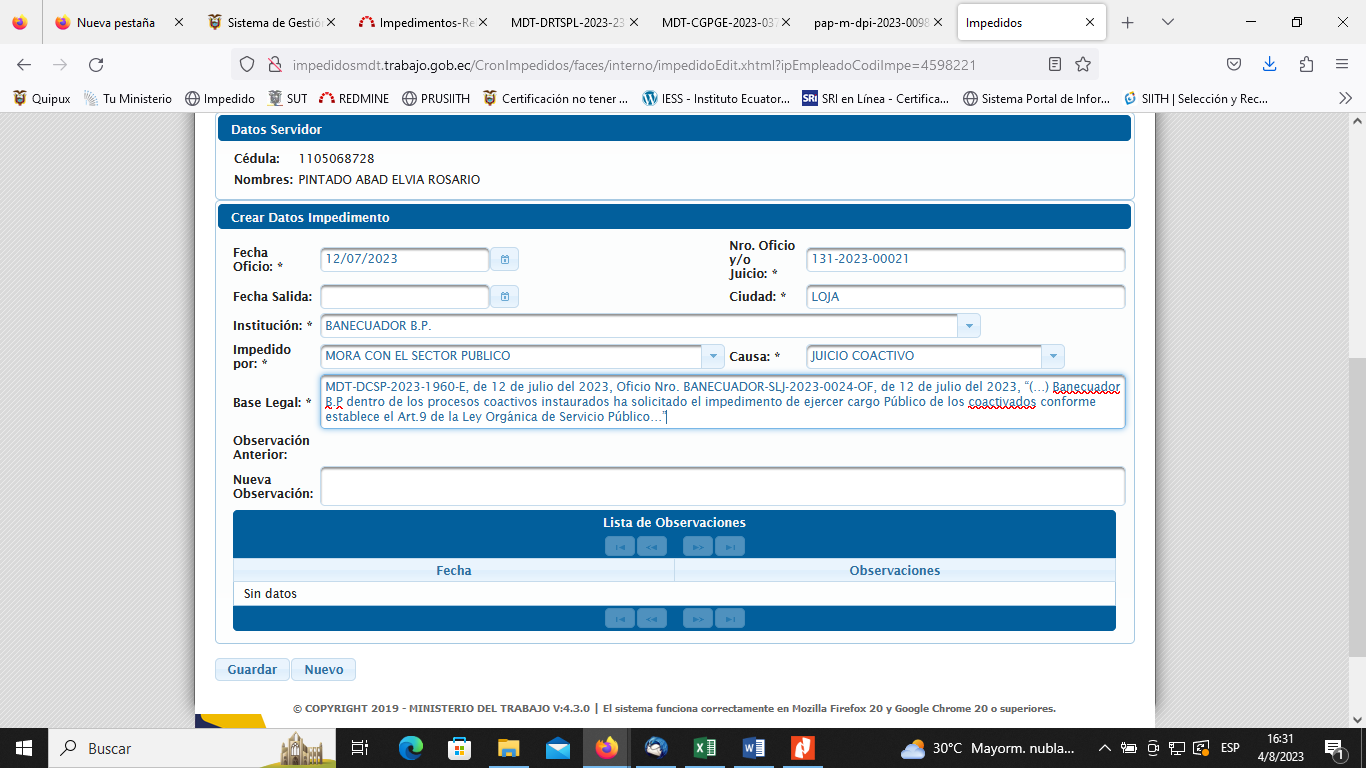 Nueva pestaña
Sistema de Gestión
Impedimentos-Re
MDT-DRTSPL-2023-23
MDT-CGPGE-2023-037
pap-m-dpi-2023-0098
Impedidos
impedidosmdt.trabajo.gob.ec/CronImpedidos/faces/interno/impedidoEdit.xhtml?ipEmpleadoCodiImpe=4598221
Quipux
Tu Ministerio
Impedido
SUT
REDMINE
PRUSIITH
Certificación no tener ...
IESS - Instituto Ecuator...
SRI en Línea - Certifica...
Sistema Portal de Infor...
SIITH | Selección y Rec...
Datos Servidor
Cédula: 1105068728
Nombres: PINTADO ABAD ELVIA ROSARIO
Crear Datos Impedimento
Fecha
Oficio: *
12/07/2023
Nro. Oficio
y/o
Juicio: *
131-2023-00021
Fecha Salida:
Ciudad: *
LOJA
Institución: *
BANECUADOR B.P.
Impedido
por: *
MORA CON EL SECTOR PUBLICO
Causa: *
JUICIO COACTIVO
Base Legal: *
MDT-DCSP-2023-1960-E, de 12 de julio del 2023, Oficio Nro. BANECUADOR-SLJ-2023-0024-OF, de 12 de julio del 2023, “(...) Banecuador
B.P dentro de los procesos coactivos instaurados ha solicitado el impedimento de ejercer cargo Público de los coactivados conforme
establece el Art.9 de la Ley Orgánica de Servicio Público...”
Observación
Anterior:
Nueva
Observación:
Lista de Observaciones
Fecha
Observaciones
Sin datos
Guardar
Nuevo
© COPYRIGHT 2019 - MINISTERIO DEL TRABAJO V:4.3.0 | El sistema funciona correctamente en Mozilla Firefox 20 y Google Chrome 20 o superiores.
Buscar
30°C Mayorm. nubla...
ESP
16:31
4/8/2023
1